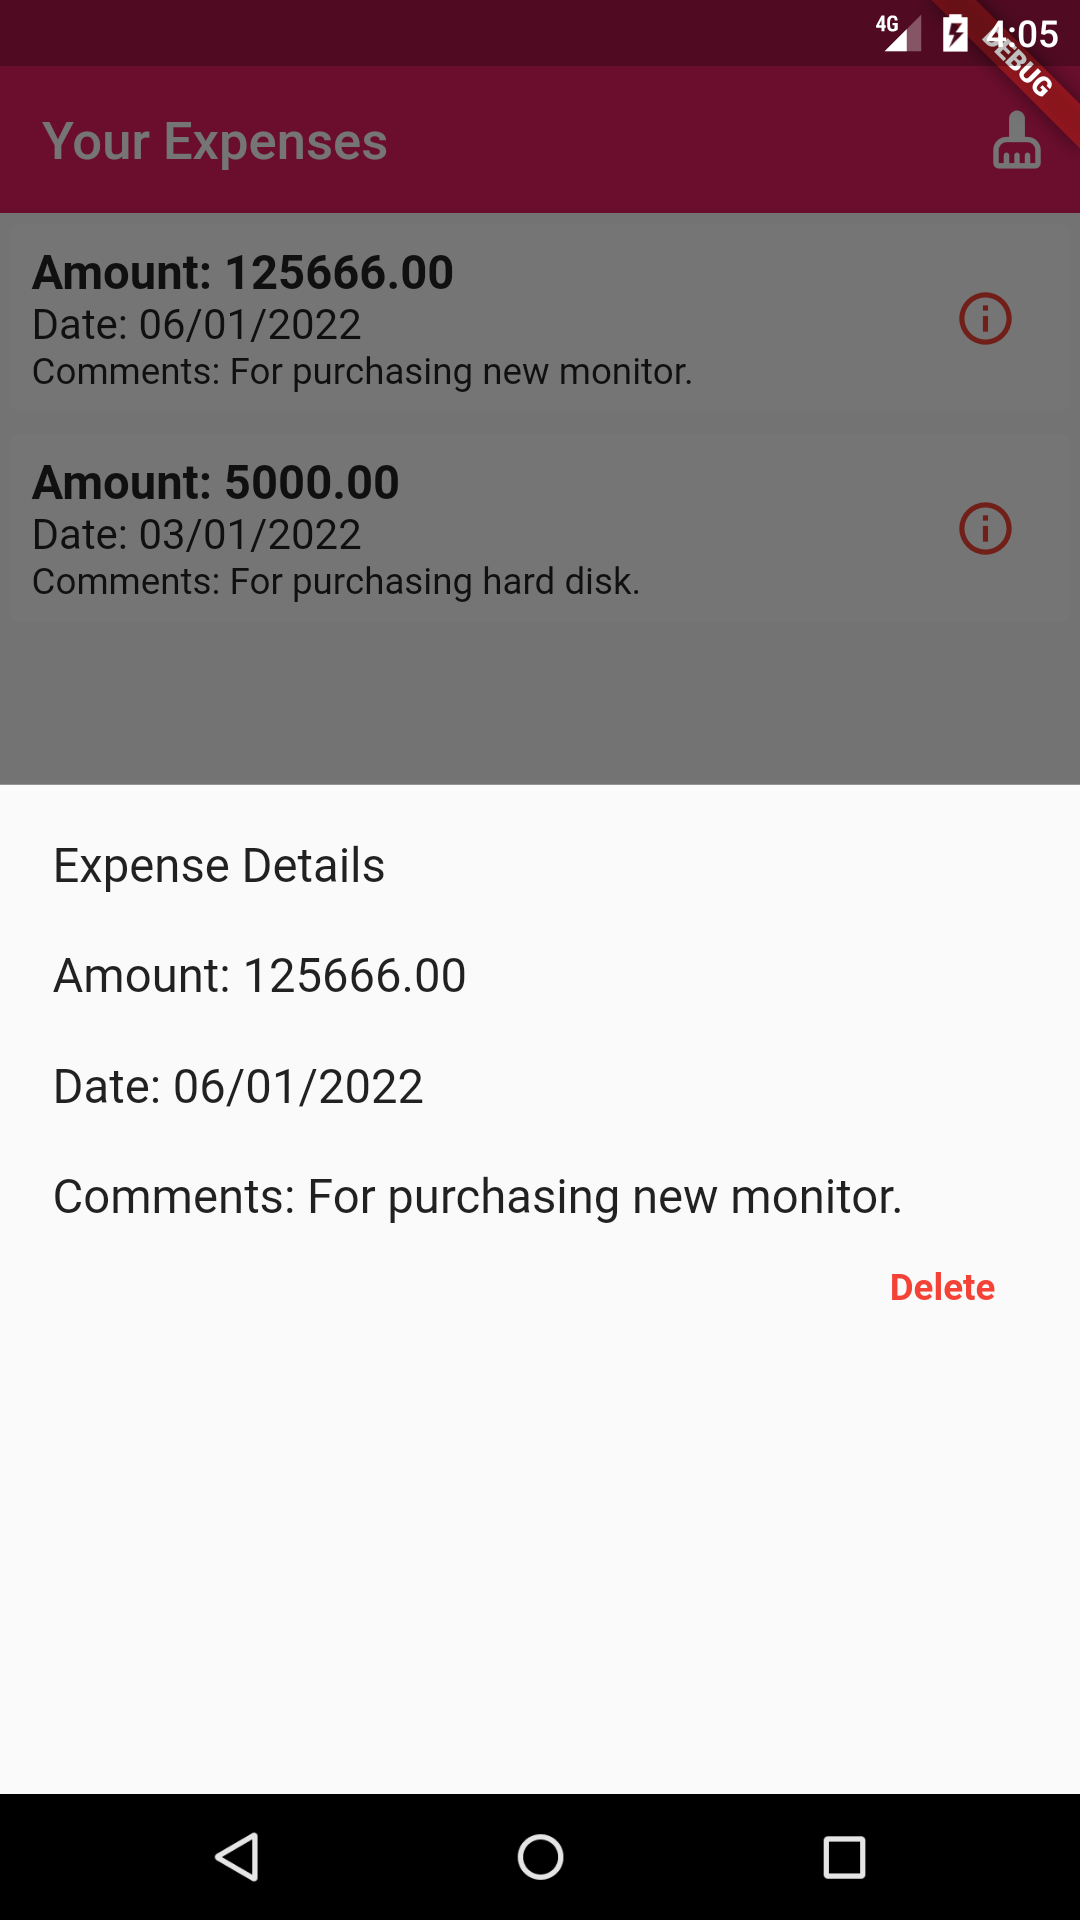 4G 4:05
DEBUG
Your Expenses
Amount: 125666.00
Date: 06/01/2022
Comments: For purchasing new monitor.
Amount: 5000.00
Date: 03/01/2022
Comments: For purchasing hard disk.
Expense Details
Amount: 125666.00
Date: 06/01/2022
Comments: For purchasing new monitor.
Delete